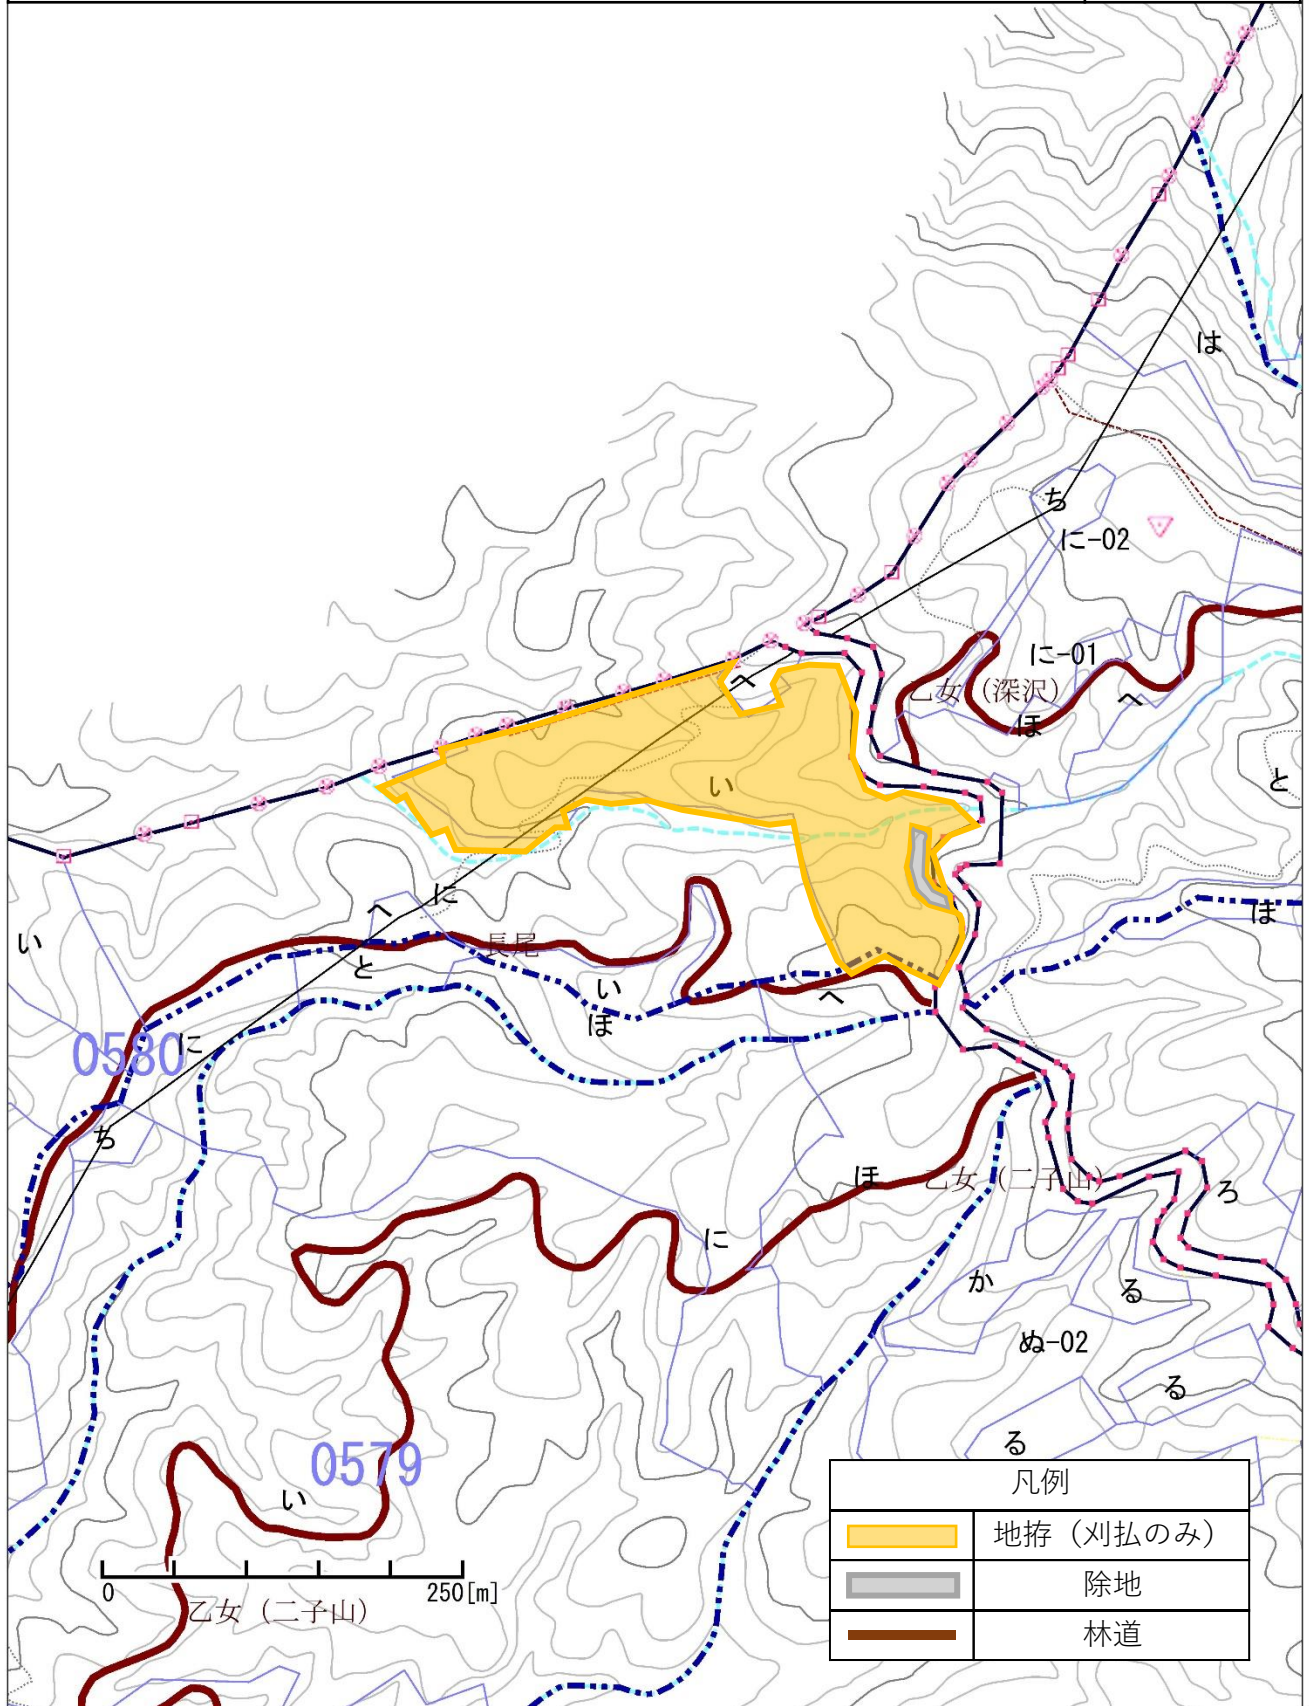 は
ち
に-02
に-01
へ
乙女（深沢）
へ
ほ
い
と
へ
に
ほ
い
長尾
と
い
へ
ほ
0580
に
ち
ほ
乙女（二子山）
ろ
に
か
る
ぬ-02
る
る
0579
い
凡例
地拵（刈払のみ）
除地
林道
0 250[m]
乙女（二子山）